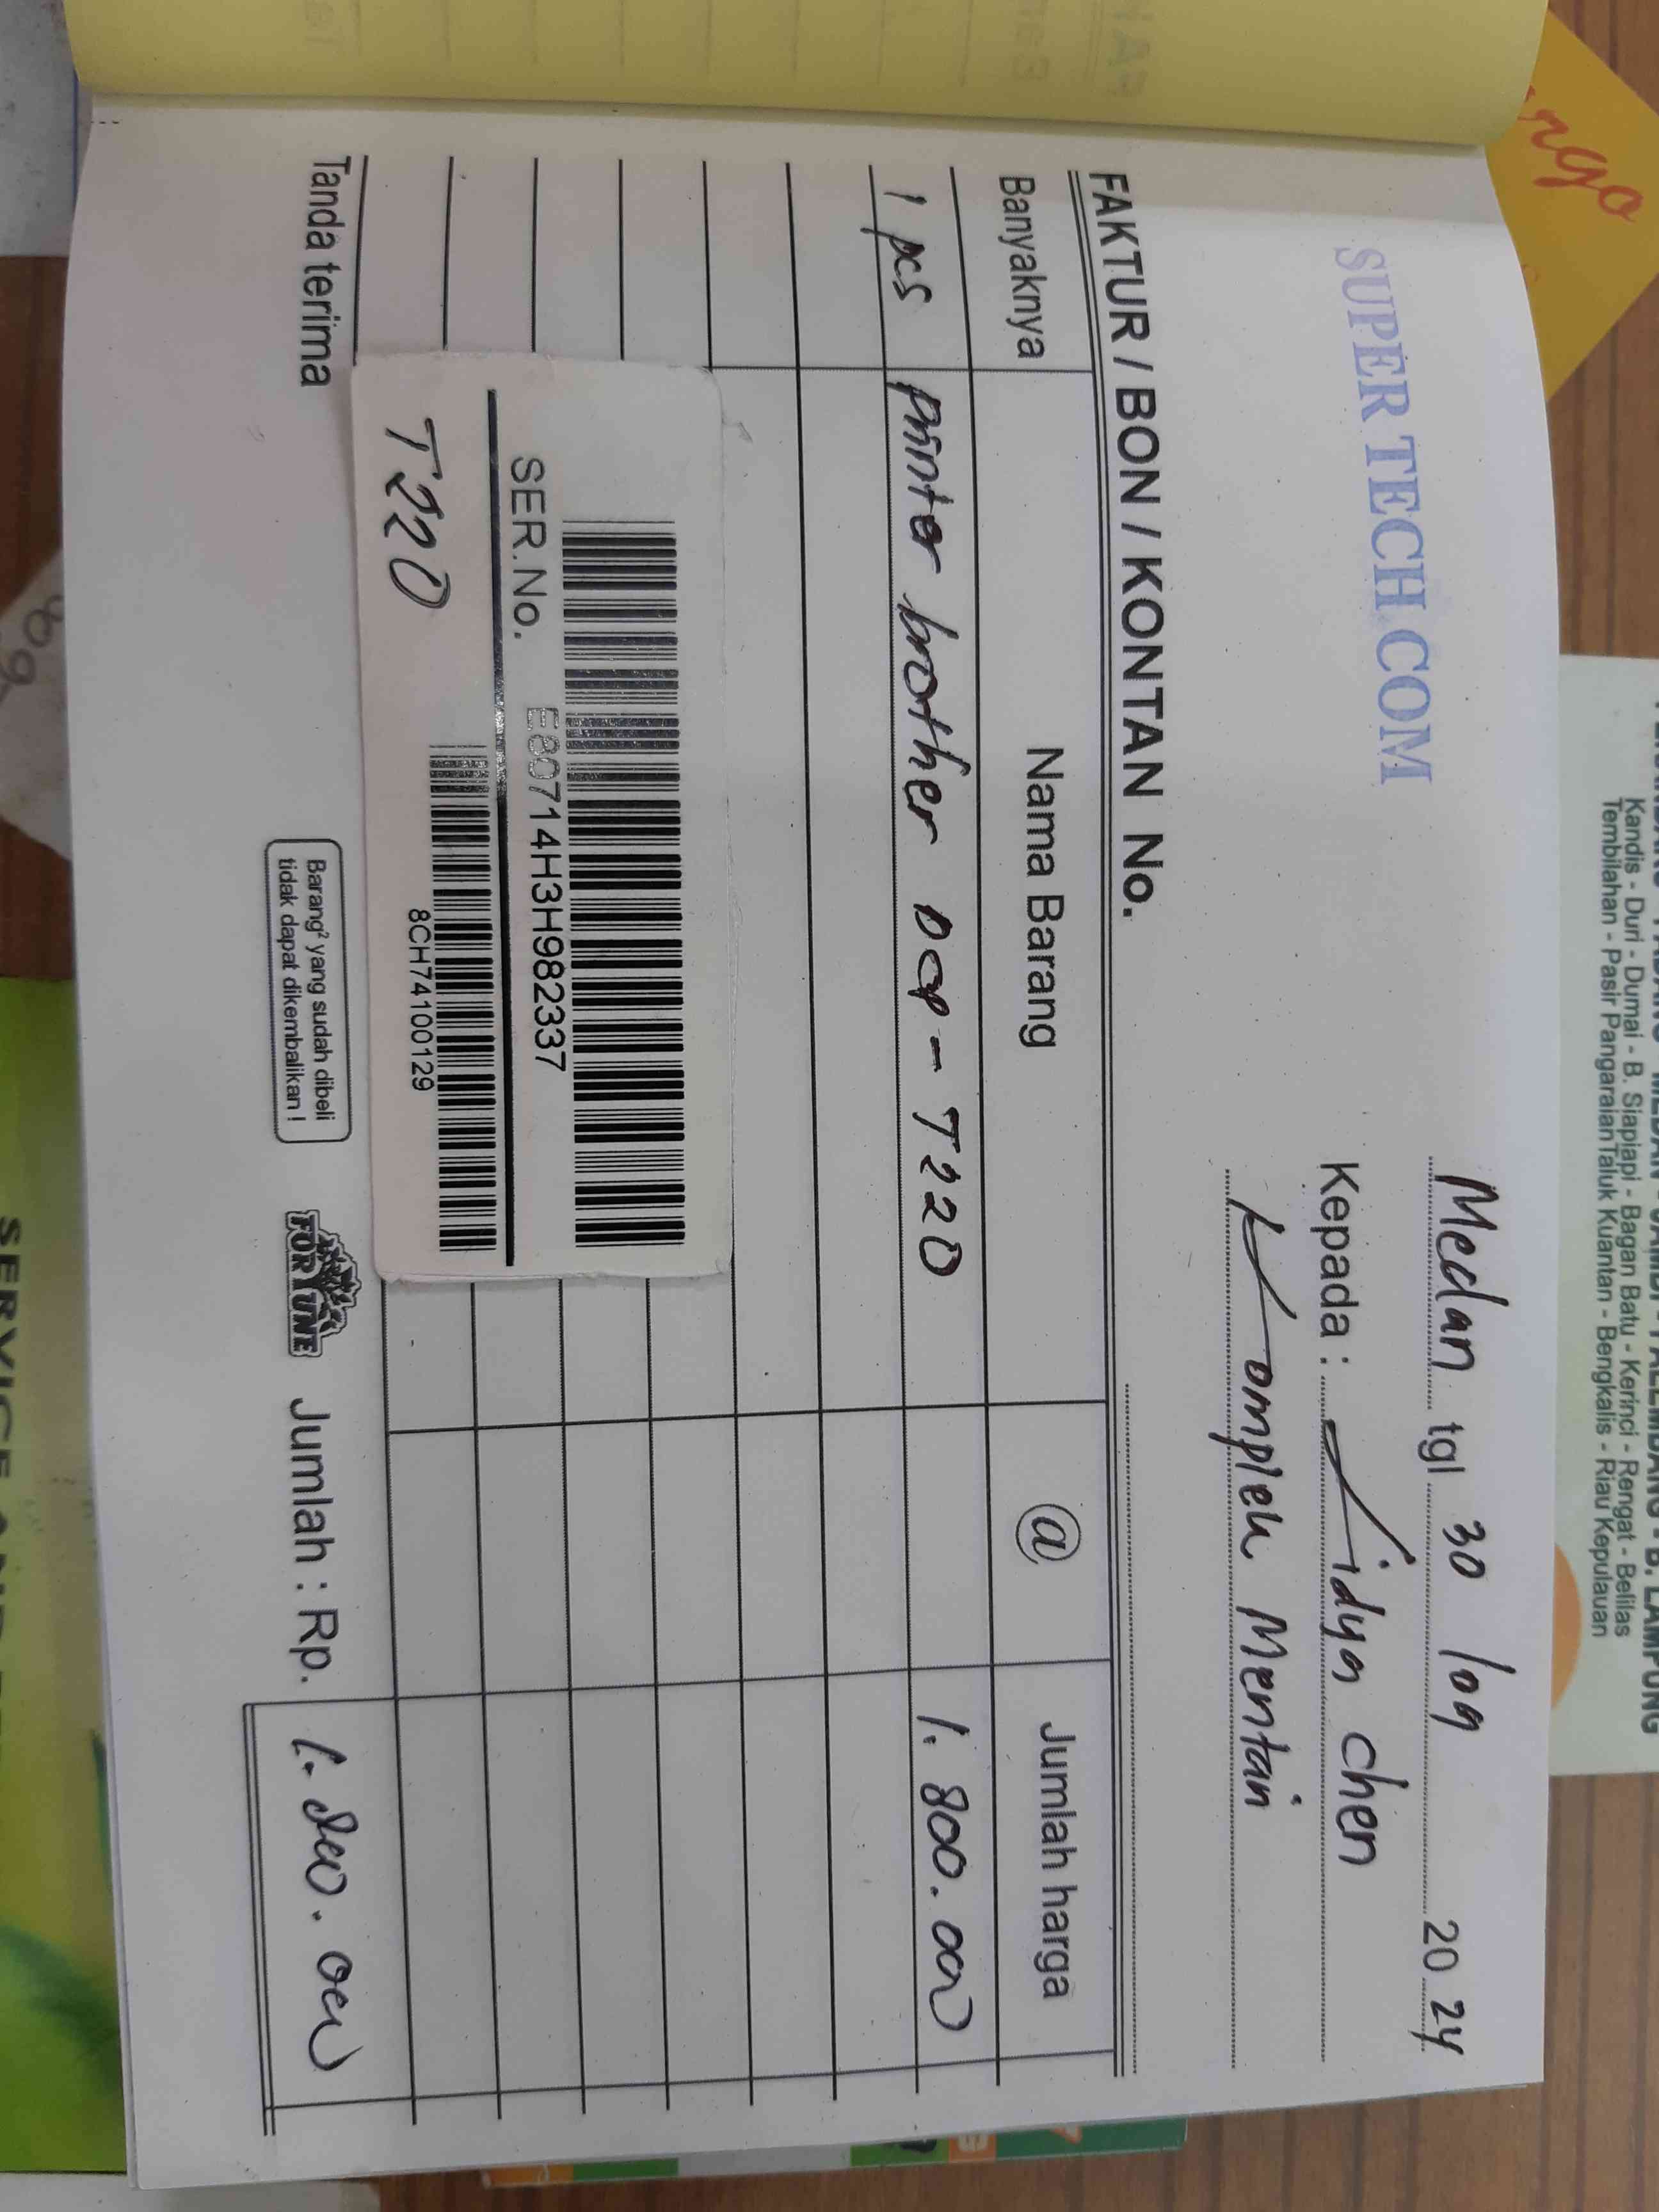 SUPER TECH.COM
Medan tgl 30 / 09 20 24
Kepada : Lidya chen
Komplek Mentari
FAKTUR / BON / KONTAN No.
Banyaknya Nama Barang @ Jumlah harga
1 pcs printer brother DCP - T220 1.800.000
SER.No. E80714H3H982337
8CH74100129
T220
Tanda terima
Barang² yang sudah dibeli
tidak dapat dikembalikan !
FORTUNE
Jumlah : Rp. 1.800.000
Kandis - Duri - Dumai - B. Siapiapi - Bagan Batu - Kerinci - Rengat - Belilas
Tembilahan - Pasir PangaraianTaluk Kuantan - Bengkalis - Riau Kepulauan